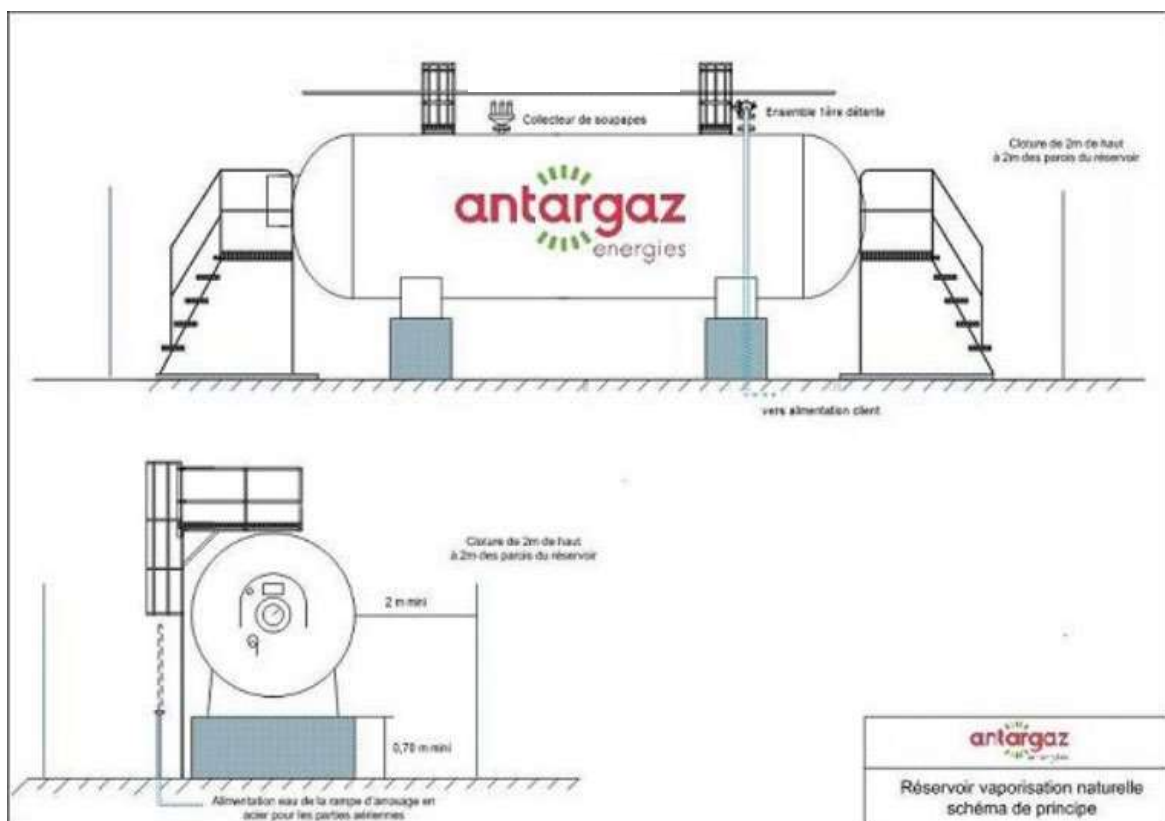 Collecteur de soupapes
Ensemble 1ère détente
Cloture de 2m de haut
à 2m des parois du réservoir
antargaz
energies
vers alimentation client
Cloture de 2m de haut
à 2m des parois du réservoir
2 m mini
0,70 m mini
Alimentation eau de la rampe d'arrosage en
acier pour les parties aériennes
antargaz
energies
Réservoir vaporisation naturelle
schéma de principe